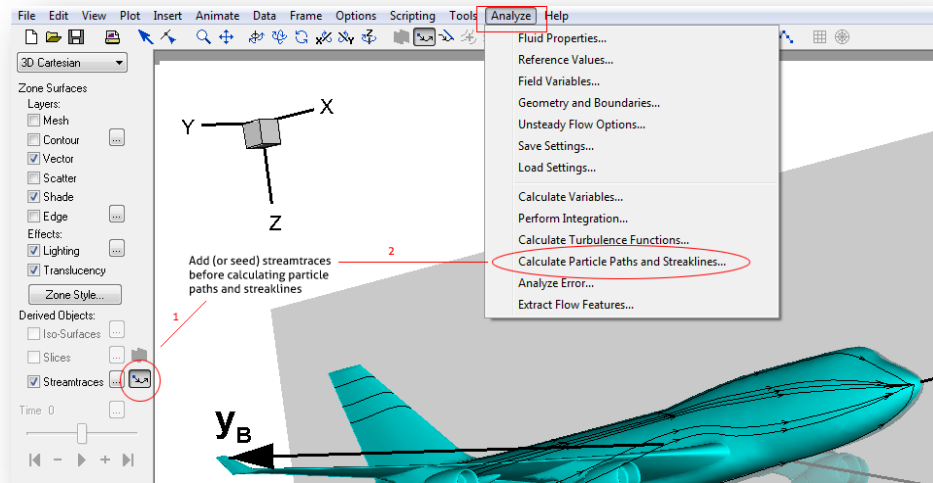 File Edit View Plot Insert Animate Data Frame Options Scripting Tools Analyze Help
3D Cartesian
Zone Surfaces
Layers:
Mesh
Contour ...
Vector
Scatter
Shade
Edge ...
Effects:
Lighting ...
Translucency
Zone Style...
Derived Objects:
Iso-Surfaces ...
Slices ...
Streamtraces ...
Time 0 ...
Fluid Properties...
Reference Values...
Field Variables...
Geometry and Boundaries...
Unsteady Flow Options...
Save Settings...
Load Settings...
Calculate Variables...
Perform Integration...
Calculate Turbulence Functions...
Calculate Particle Paths and Streaklines...
Analyze Error...
Extract Flow Features...
X
Y
Z
Add (or seed) streamtraces
before calculating particle
paths and streaklines
1
2
yB